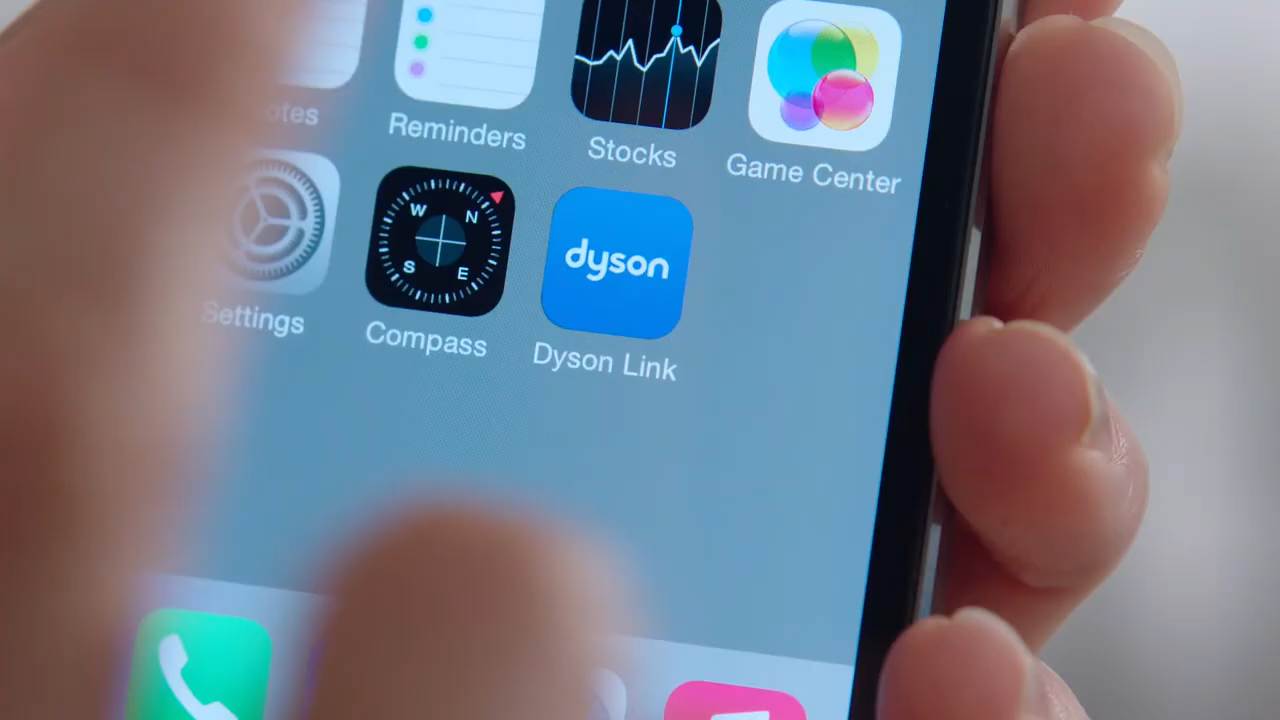 Reminders
Stocks
Game Center
W N
S E
dyson
Settings
Compass
Dyson Link